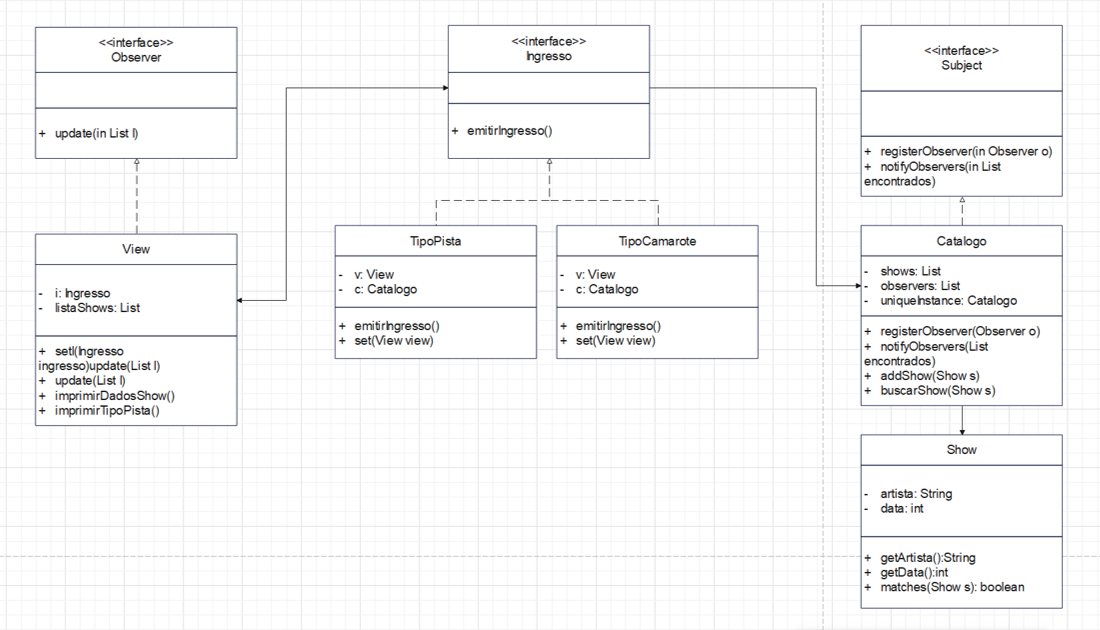 <<interface>>
Observer
+ update(in List l)
<<interface>>
Ingresso
+ emitirIngresso()
<<interface>>
Subject
+ registerObserver(in Observer o)
+ notifyObservers(in List
encontrados)
View
- i: Ingresso
- listaShows: List
+ setI(Ingresso
ingresso)update(List l)
+ update(List l)
+ imprimirDadosShow()
+ imprimirTipoPista()
TipoPista
- v: View
- c: Catalogo
+ emitirIngresso()
+ set(View view)
TipoCamarote
- v: View
- c: Catalogo
+ emitirIngresso()
+ set(View view)
Catalogo
- shows: List
- observers: List
- uniqueInstance: Catalogo
+ registerObserver(Observer o)
+ notifyObservers(List
encontrados)
+ addShow(Show s)
+ buscarShow(Show s)
Show
- artista: String
- data: int
+ getArtista():String
+ getData():int
+ matches(Show s): boolean